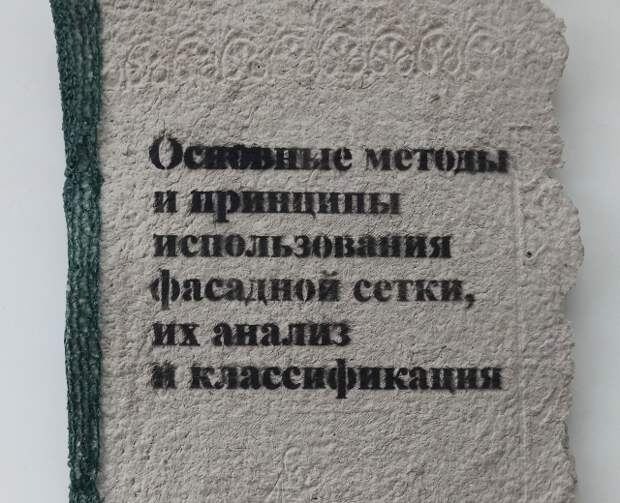 Основные методы
и принципы
использования
фасадной сетки,
их анализ
и классификация